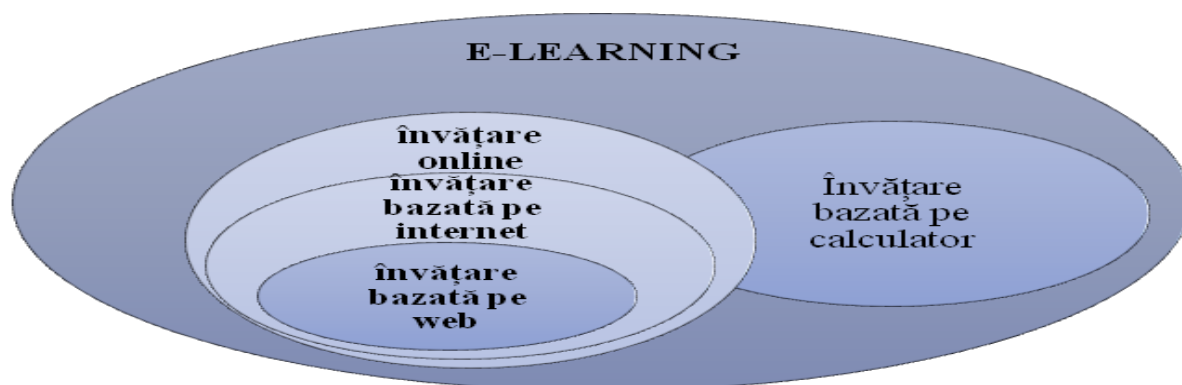 E-LEARNING
învățare
online
învățare
bazată pe
internet
învățare
bazată pe
web
Învățare
bazată pe
calculator